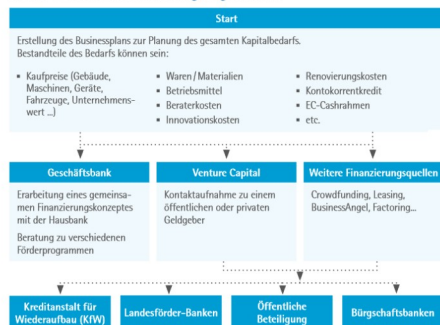 Start
Erstellung des Businessplans zur Planung des gesamten Kapitalbedarfs.
Bestandteile des Bedarfs können sein:
▪ Kaufpreise (Gebäude,
Maschinen, Geräte,
Fahrzeuge, Unternehmens-
wert ...)
▪ Waren / Materialien
▪ Betriebsmittel
▪ Beraterkosten
▪ Innovationskosten
▪ Renovierungskosten
▪ Kontokorrentkredit
▪ EC-Cashrahmen
▪ etc.
Geschäftsbank
Erarbeitung eines gemeinsa-
men Finanzierungskonzeptes
mit der Hausbank
Beratung zu verschiedenen
Förderprogrammen
Venture Capital
Kontaktaufnahme zu einem
öffentlichen oder privaten
Geldgeber
Weitere Finanzierungsquellen
Crowdfunding, Leasing,
BusinessAngel, Factoring...
Kreditanstalt für
Wiederaufbau (KfW)
Landesförder-Banken
Öffentliche
Beteiligung
Bürgschaftsbanken